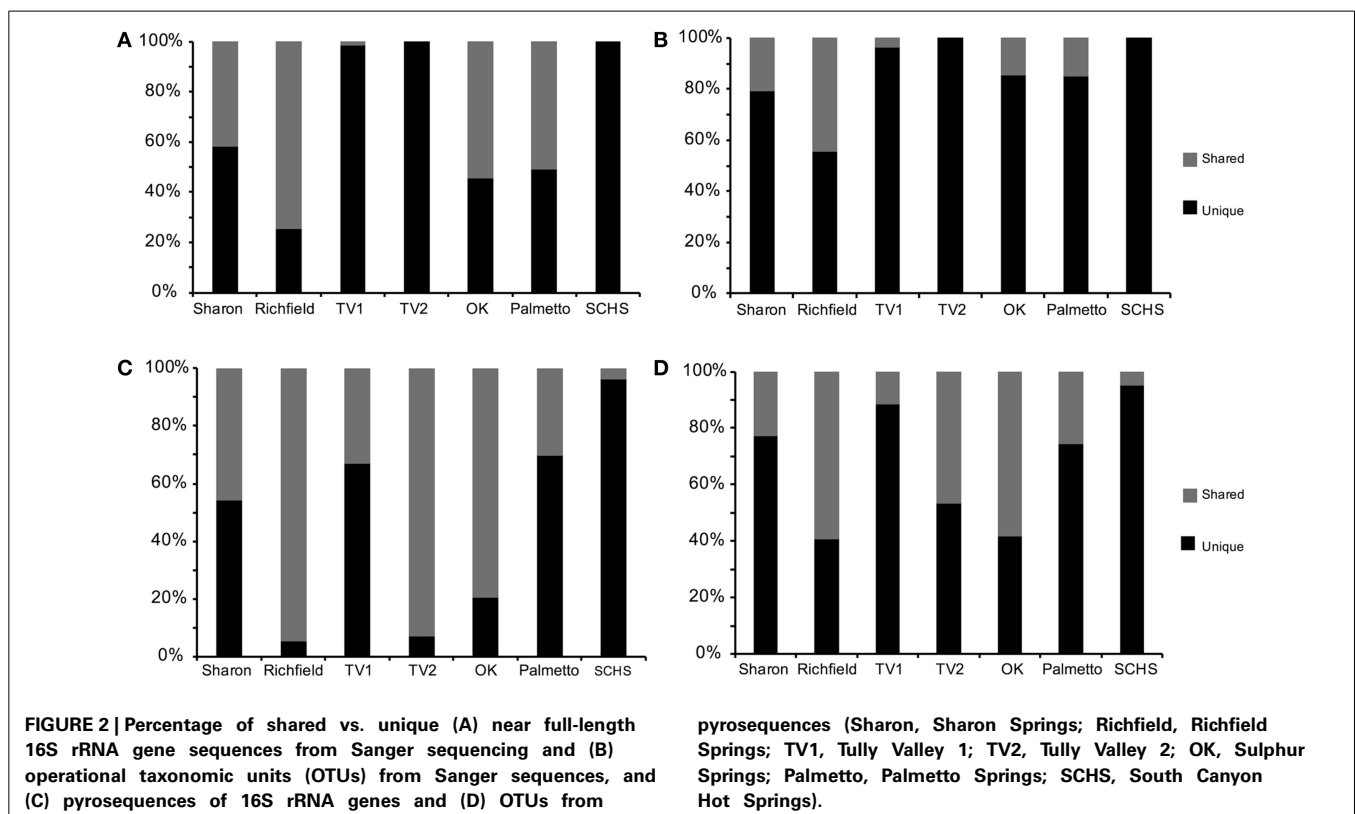 A
100%
80%
60%
40%
20%
0%
Sharon Richfield TV1 TV2 OK Palmetto SCHS
B
100%
80%
60%
40%
20%
0%
Sharon Richfield TV1 TV2 OK Palmetto SCHS
Shared
Unique
C
100%
80%
60%
40%
20%
0%
Sharon Richfield TV1 TV2 OK Palmetto SCHS
D
100%
80%
60%
40%
20%
0%
Sharon Richfield TV1 TV2 OK Palmetto SCHS
Shared
Unique
FIGURE 2 | Percentage of shared vs. unique (A) near full-length
16S rRNA gene sequences from Sanger sequencing and (B)
operational taxonomic units (OTUs) from Sanger sequences, and
(C) pyrosequences of 16S rRNA genes and (D) OTUs from
pyrosequences (Sharon, Sharon Springs; Richfield, Richfield
Springs; TV1, Tully Valley 1; TV2, Tully Valley 2; OK, Sulphur
Springs; Palmetto, Palmetto Springs; SCHS, South Canyon
Hot Springs).